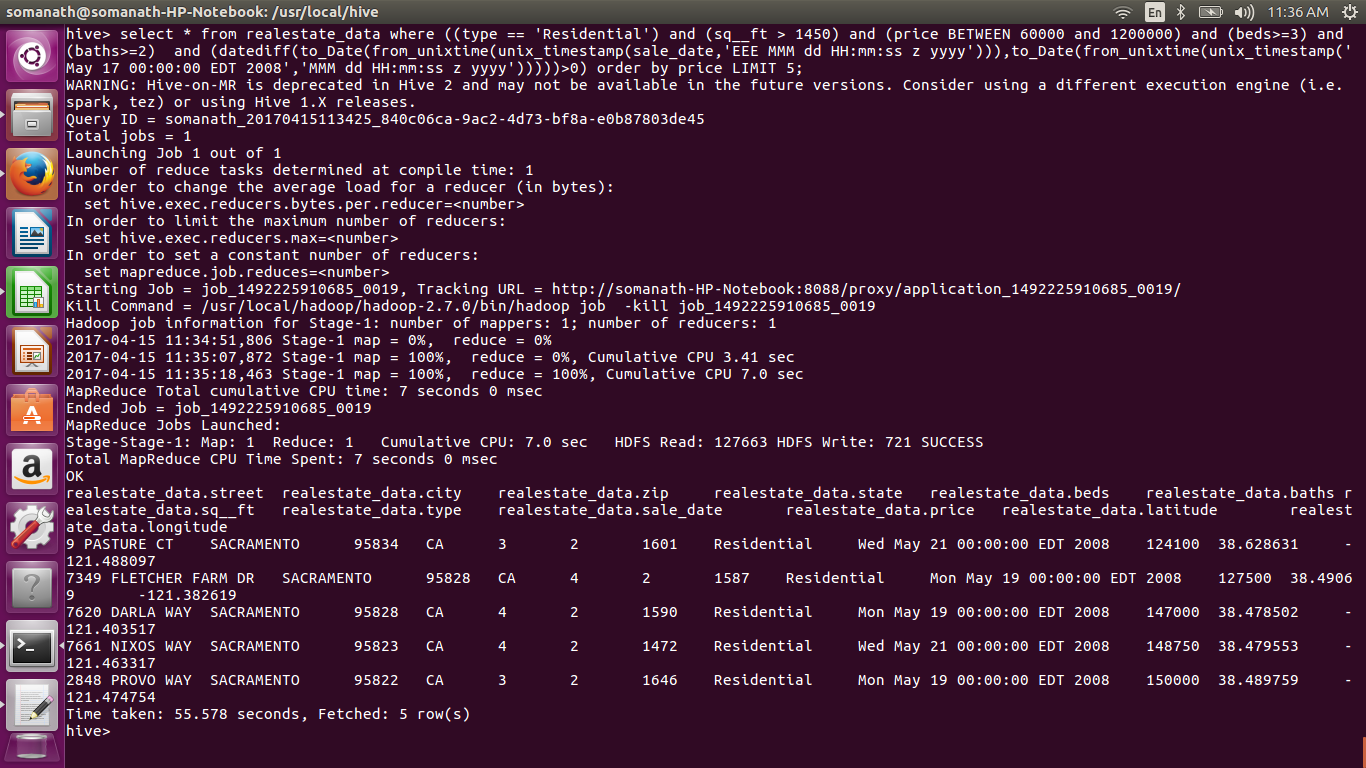 somanath@somanath-HP-Notebook: /usr/local/hive
En
11:36 AM
hive> select * from realestate_data where ((type == 'Residential') and (sq__ft > 1450) and (price BETWEEN 60000 and 1200000) and (beds>=3) and
(baths>=2)  and (datediff(to_Date(from_unixtime(unix_timestamp(sale_date,'EEE MMM dd HH:mm:ss z yyyy'))),to_Date(from_unixtime(unix_timestamp('
May 17 00:00:00 EDT 2008','MMM dd HH:mm:ss z yyyy')))))>0) order by price LIMIT 5;
WARNING: Hive-on-MR is deprecated in Hive 2 and may not be available in the future versions. Consider using a different execution engine (i.e.
spark, tez) or using Hive 1.X releases.
Query ID = somanath_20170415113425_840c06ca-9ac2-4d73-bf8a-e0b87803de45
Total jobs = 1
Launching Job 1 out of 1
Number of reduce tasks determined at compile time: 1
In order to change the average load for a reducer (in bytes):
  set hive.exec.reducers.bytes.per.reducer=<number>
In order to limit the maximum number of reducers:
  set hive.exec.reducers.max=<number>
In order to set a constant number of reducers:
  set mapreduce.job.reduces=<number>
Starting Job = job_1492225910685_0019, Tracking URL = http://somanath-HP-Notebook:8088/proxy/application_1492225910685_0019/
Kill Command = /usr/local/hadoop/hadoop-2.7.0/bin/hadoop job  -kill job_1492225910685_0019
Hadoop job information for Stage-1: number of mappers: 1; number of reducers: 1
2017-04-15 11:34:51,806 Stage-1 map = 0%,  reduce = 0%
2017-04-15 11:35:07,872 Stage-1 map = 100%,  reduce = 0%, Cumulative CPU 3.41 sec
2017-04-15 11:35:18,463 Stage-1 map = 100%,  reduce = 100%, Cumulative CPU 7.0 sec
MapReduce Total cumulative CPU time: 7 seconds 0 msec
Ended Job = job_1492225910685_0019
MapReduce Jobs Launched:
Stage-Stage-1: Map: 1  Reduce: 1   Cumulative CPU: 7.0 sec   HDFS Read: 127663 HDFS Write: 721 SUCCESS
Total MapReduce CPU Time Spent: 7 seconds 0 msec
OK
realestate_data.street  realestate_data.city    realestate_data.zip     realestate_data.state   realestate_data.beds    realestate_data.baths r
ealestate_data.sq__ft   realestate_data.type    realestate_data.sale_date       realestate_data.price   realestate_data.latitude        realest
ate_data.longitude
9 PASTURE CT    SACRAMENTO      95834   CA      3       2       1601    Residential     Wed May 21 00:00:00 EDT 2008    124100  38.628631     -
121.488097
7349 FLETCHER FARM DR   SACRAMENTO      95828   CA      4       2       1587    Residential     Mon May 19 00:00:00 EDT 2008    127500  38.4906
9       -121.382619
7620 DARLA WAY  SACRAMENTO      95828   CA      4       2       1590    Residential     Mon May 19 00:00:00 EDT 2008    147000  38.478502     -
121.403517
7661 NIXOS WAY  SACRAMENTO      95823   CA      4       2       1472    Residential     Wed May 21 00:00:00 EDT 2008    148750  38.479553     -
121.463317
2848 PROVO WAY  SACRAMENTO      95822   CA      3       2       1646    Residential     Mon May 19 00:00:00 EDT 2008    150000  38.489759     -
121.474754
Time taken: 55.578 seconds, Fetched: 5 row(s)
hive>